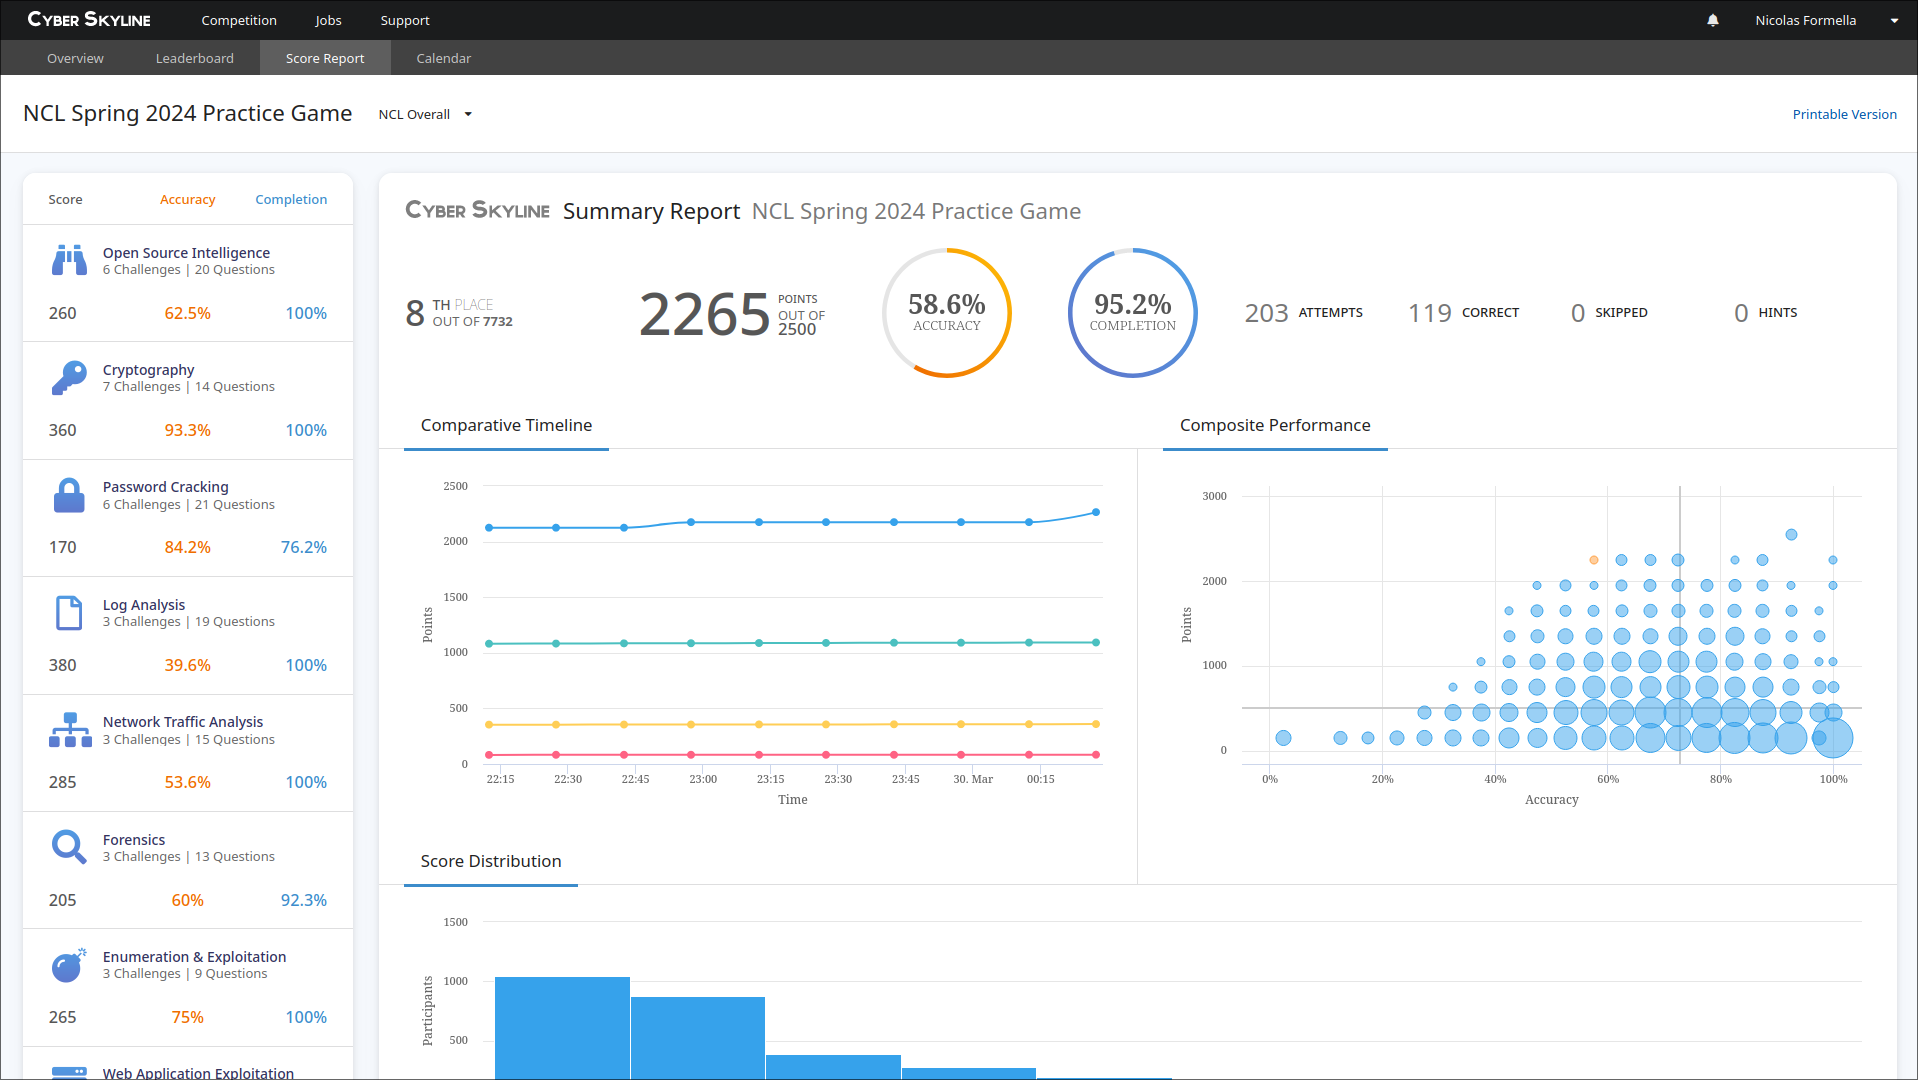 CYBER SKYLINE
Competition
Jobs
Support
Nicolas Formella
Overview
Leaderboard
Score Report
Calendar
NCL Spring 2024 Practice Game
NCL Overall
Printable Version
Score Accuracy Completion
Open Source Intelligence
6 Challenges | 20 Questions
260 62.5% 100%
Cryptography
7 Challenges | 14 Questions
360 93.3% 100%
Password Cracking
6 Challenges | 21 Questions
170 84.2% 76.2%
Log Analysis
3 Challenges | 19 Questions
380 39.6% 100%
Network Traffic Analysis
3 Challenges | 15 Questions
285 53.6% 100%
Forensics
3 Challenges | 13 Questions
205 60% 92.3%
Enumeration & Exploitation
3 Challenges | 9 Questions
265 75% 100%
Web Application Exploitation
CYBER SKYLINE Summary Report NCL Spring 2024 Practice Game
8 TH PLACE
OUT OF 7732
2265 POINTS
OUT OF
2500
58.6%
ACCURACY
95.2%
COMPLETION
203 ATTEMPTS
119 CORRECT
0 SKIPPED
0 HINTS
Comparative Timeline
2500
2000
1500
1000
500
0
Points
22:15 22:30 22:45 23:00 23:15 23:30 23:45 30. Mar 00:15
Time
Composite Performance
3000
2000
1000
0
Points
0% 20% 40% 60% 80% 100%
Accuracy
Score Distribution
1500
1000
500
Participants